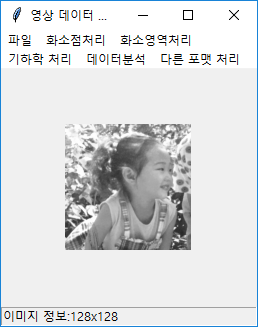 영상 데이터 ...
파일 화소점처리 화소영역처리
기하학 처리 데이터분석 다른 포맷 처리
이미지 정보:128x128